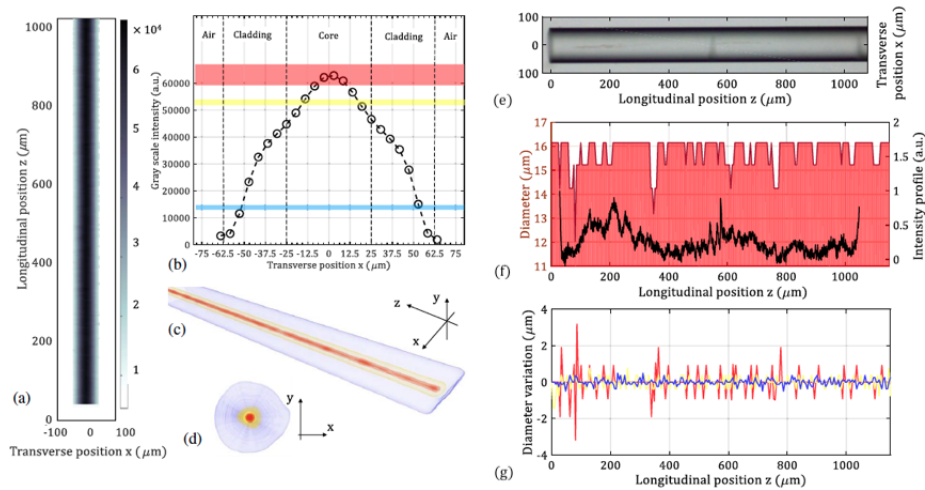 (a)
Longitudinal position z (μm)
1000
800
600
400
200
0
-100
0
100
Transverse position x (μm)
× 10⁴
6
5
4
3
2
1
Air
Cladding
Core
Cladding
Air
Gray scale intensity (a.u.)
60000
50000
40000
30000
20000
10000
0
-75
-62.5
-50
-37.5
-25
-12.5
0
12.5
25
37.5
50
62.5
75
(b)
Transverse position x (μm)
(c)
z
y
x
(d)
y
x
100
0
100
Transverse
position x (μm)
0
200
400
600
800
1000
(e)
Longitudinal position z (μm)
Diameter (μm)
17
16
15
14
13
12
11
2
1.5
1
0.5
0
Intensity profile (a.u.)
0
200
400
600
800
1000
(f)
Longitudinal position z (μm)
Diameter variation (μm)
4
2
0
-2
-4
0
200
400
600
800
1000
Longitudinal position z (μm)
(g)